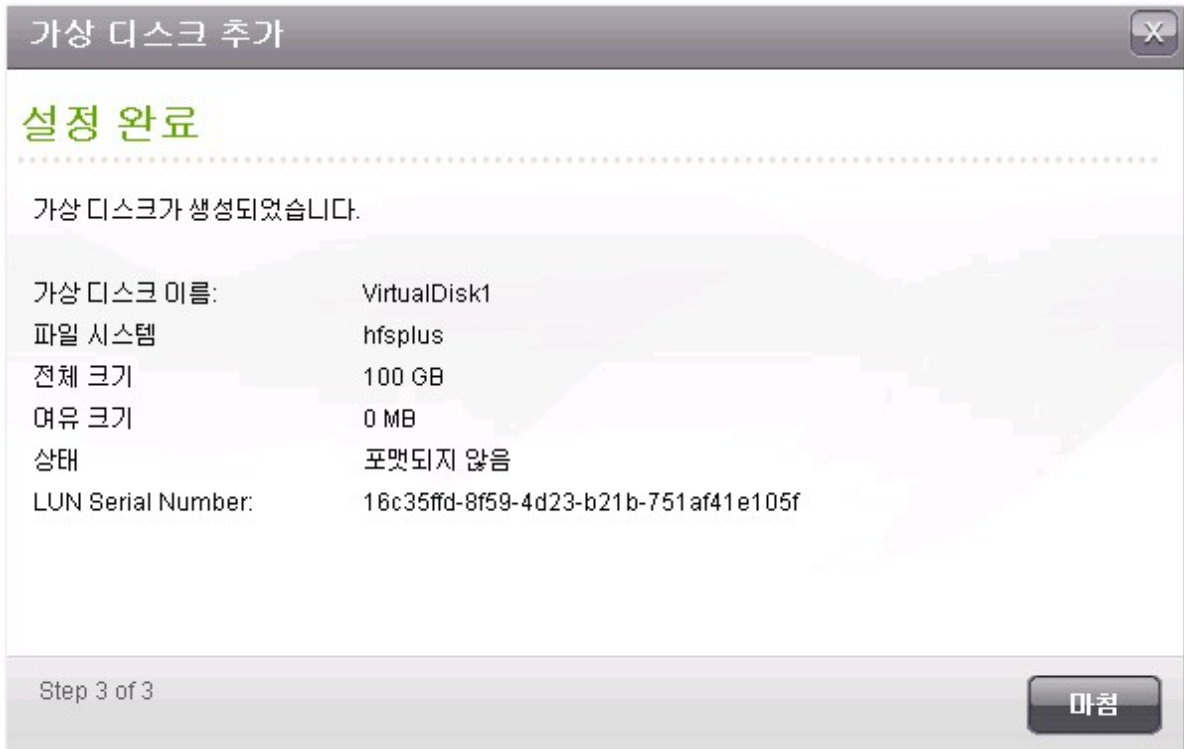 가상 디스크 추가
X
설정 완료
가상 디스크가 생성되었습니다.
가상 디스크 이름: VirtualDisk1
파일 시스템 hfsplus
전체 크기 100 GB
여유 크기 0 MB
상태 포맷되지 않음
LUN Serial Number: 16c35ffd-8f59-4d23-b21b-751af41e105f
Step 3 of 3
마침